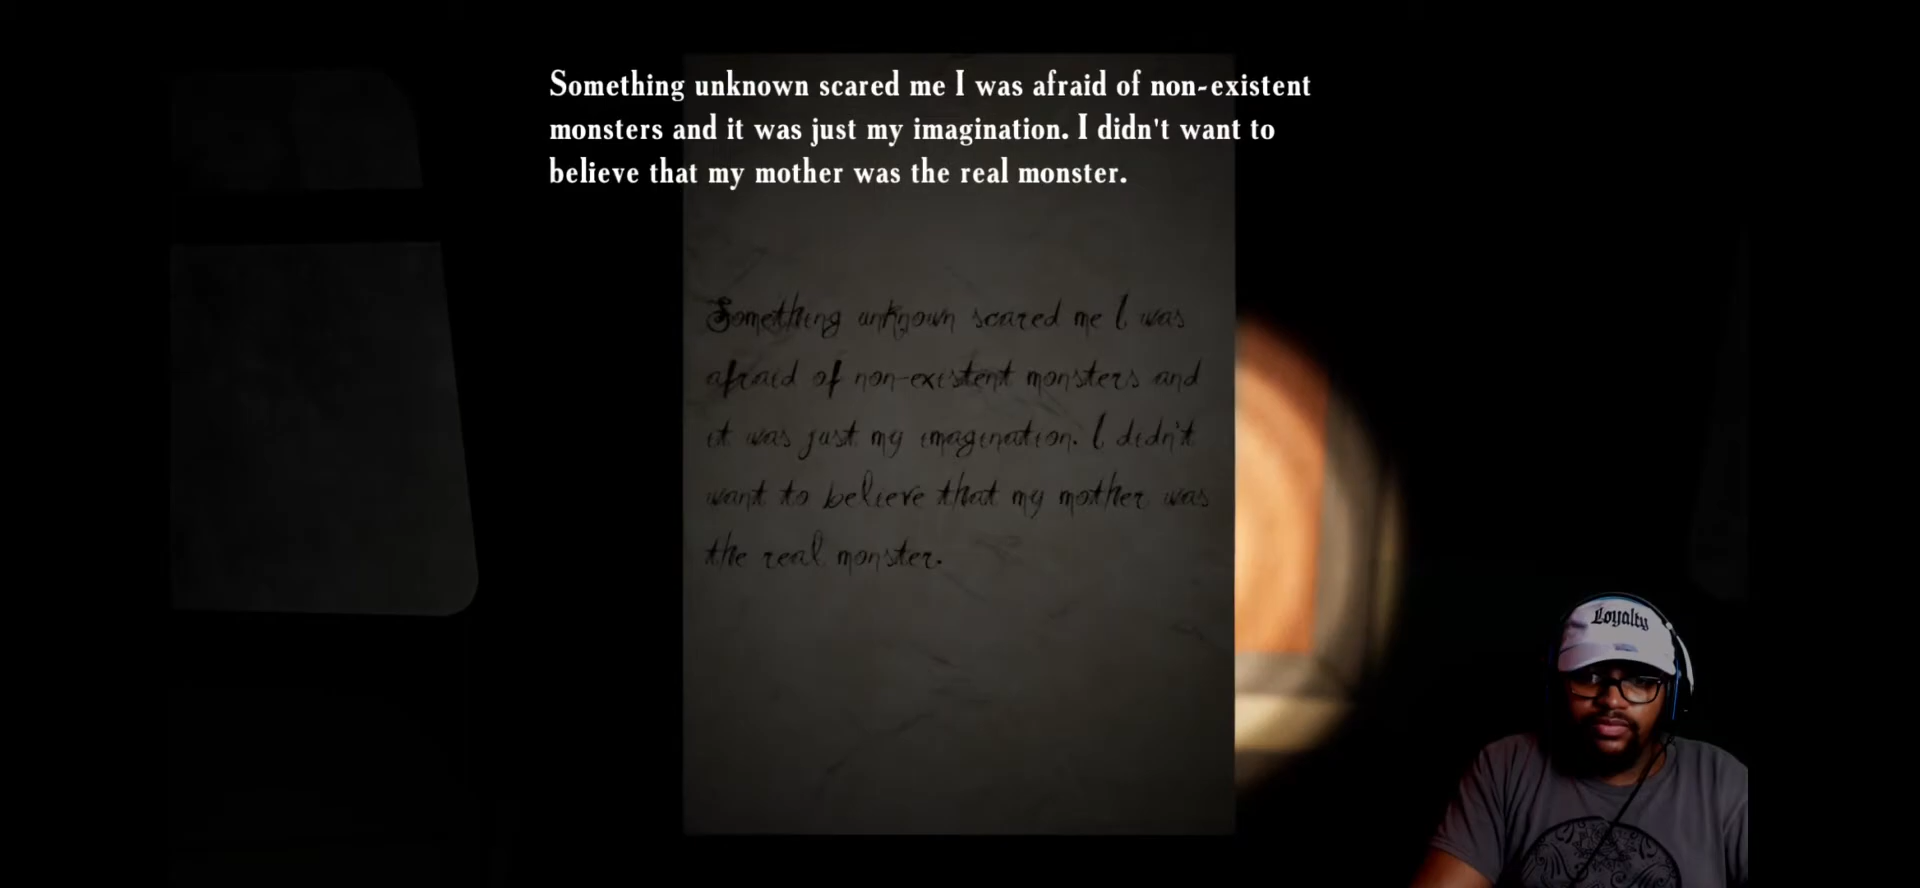 Something unknown scared me I was afraid of non-existent
monsters and it was just my imagination. I didn't want to
believe that my mother was the real monster.
Something unknown scared me I was
afraid of non-existent monsters and
it was just my imagination. I didn't
want to believe that my mother was
the real monster.
Loyalty